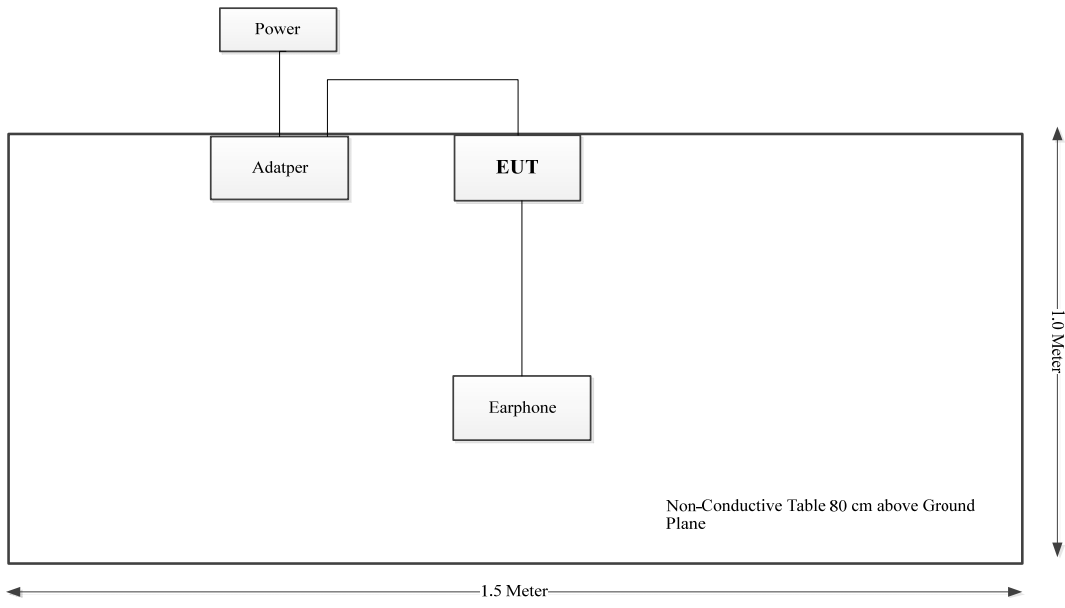 Power
Adatper
EUT
Earphone
Non-Conductive Table 80 cm above Ground
Plane
1.0 Meter
1.5 Meter